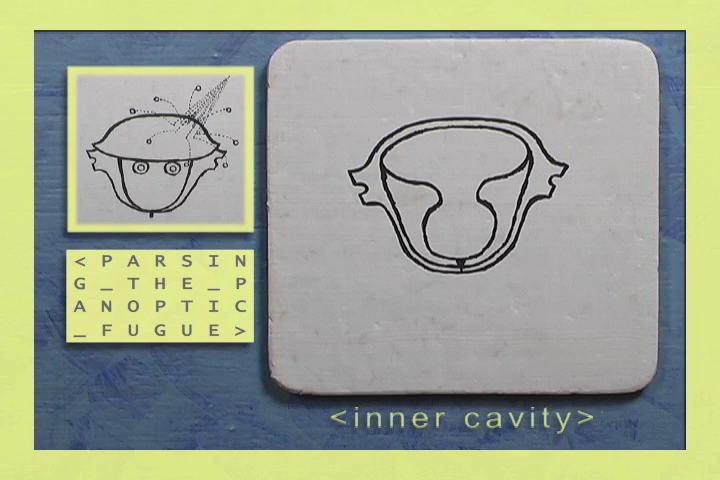 < P A R S I N
G _ T H E _ P
A N O P T I C
_ F U G U E >
<inner cavity>